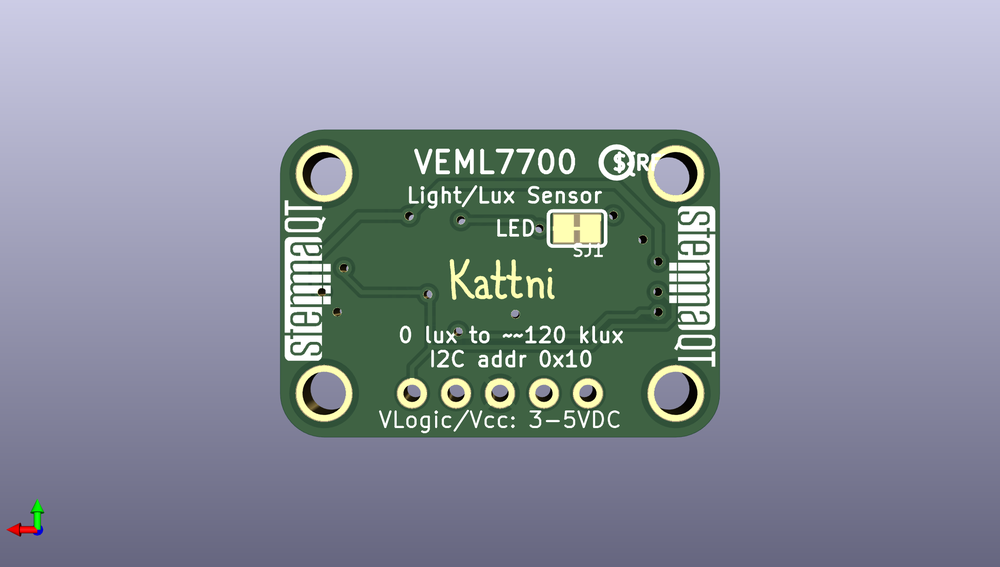 VEML7700
Light/Lux Sensor
LED
SJ1
stemmaQT
stemmaQT
Kattni
0 lux to ~~120 klux
I2C addr 0x10
VLogic/Vcc: 3-5VDC